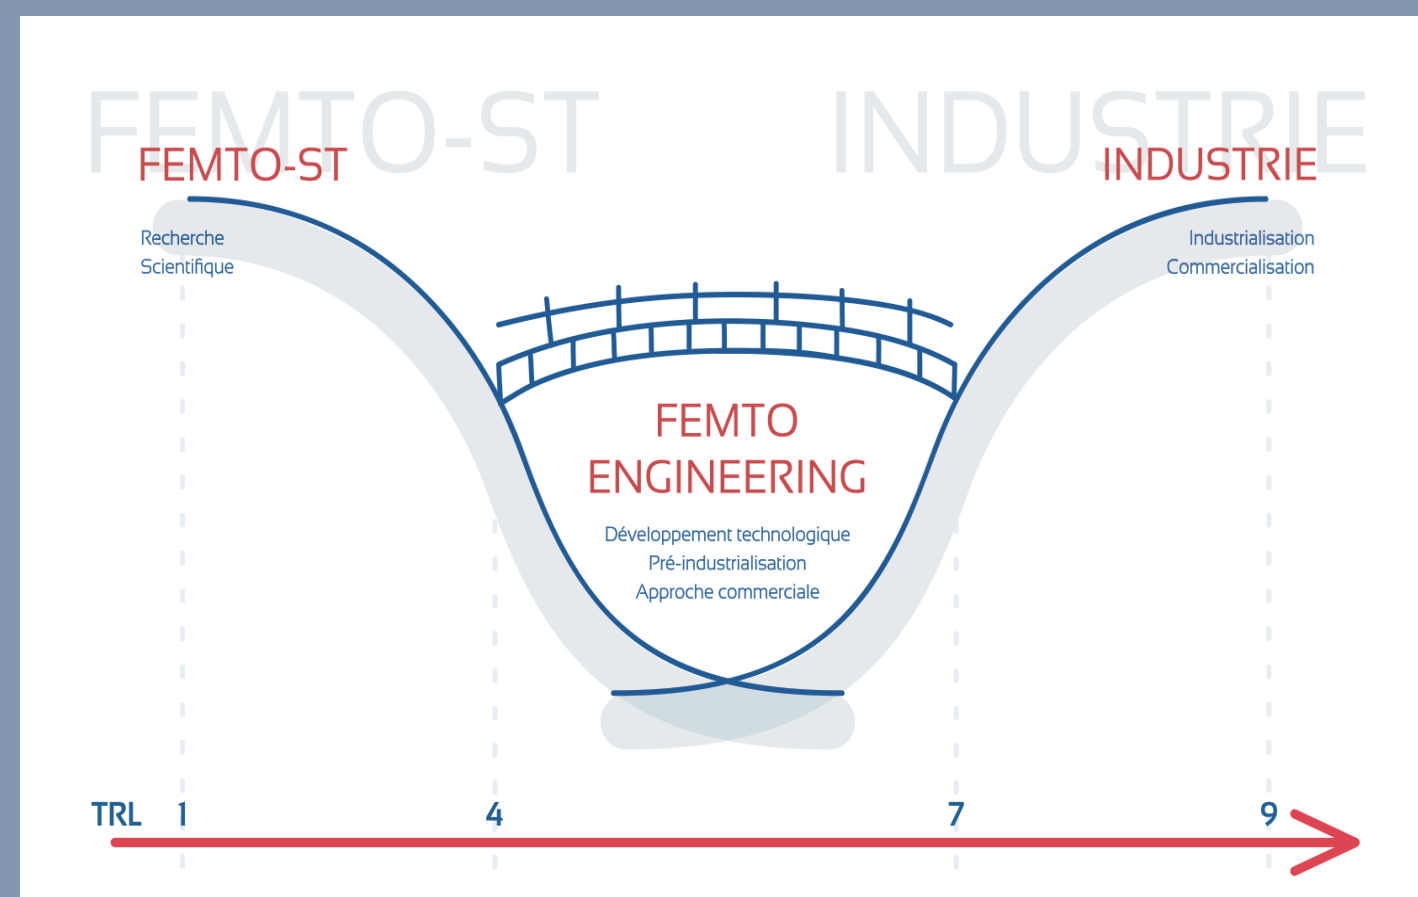 FEMTO-ST
INDUSTRIE
FEMTO-ST
INDUSTRIE
Recherche
Scientifique
Industrialisation
Commercialisation
FEMTO
ENGINEERING
Développement technologique
Pré-industrialisation
Approche commerciale
TRL 1 4 7 9